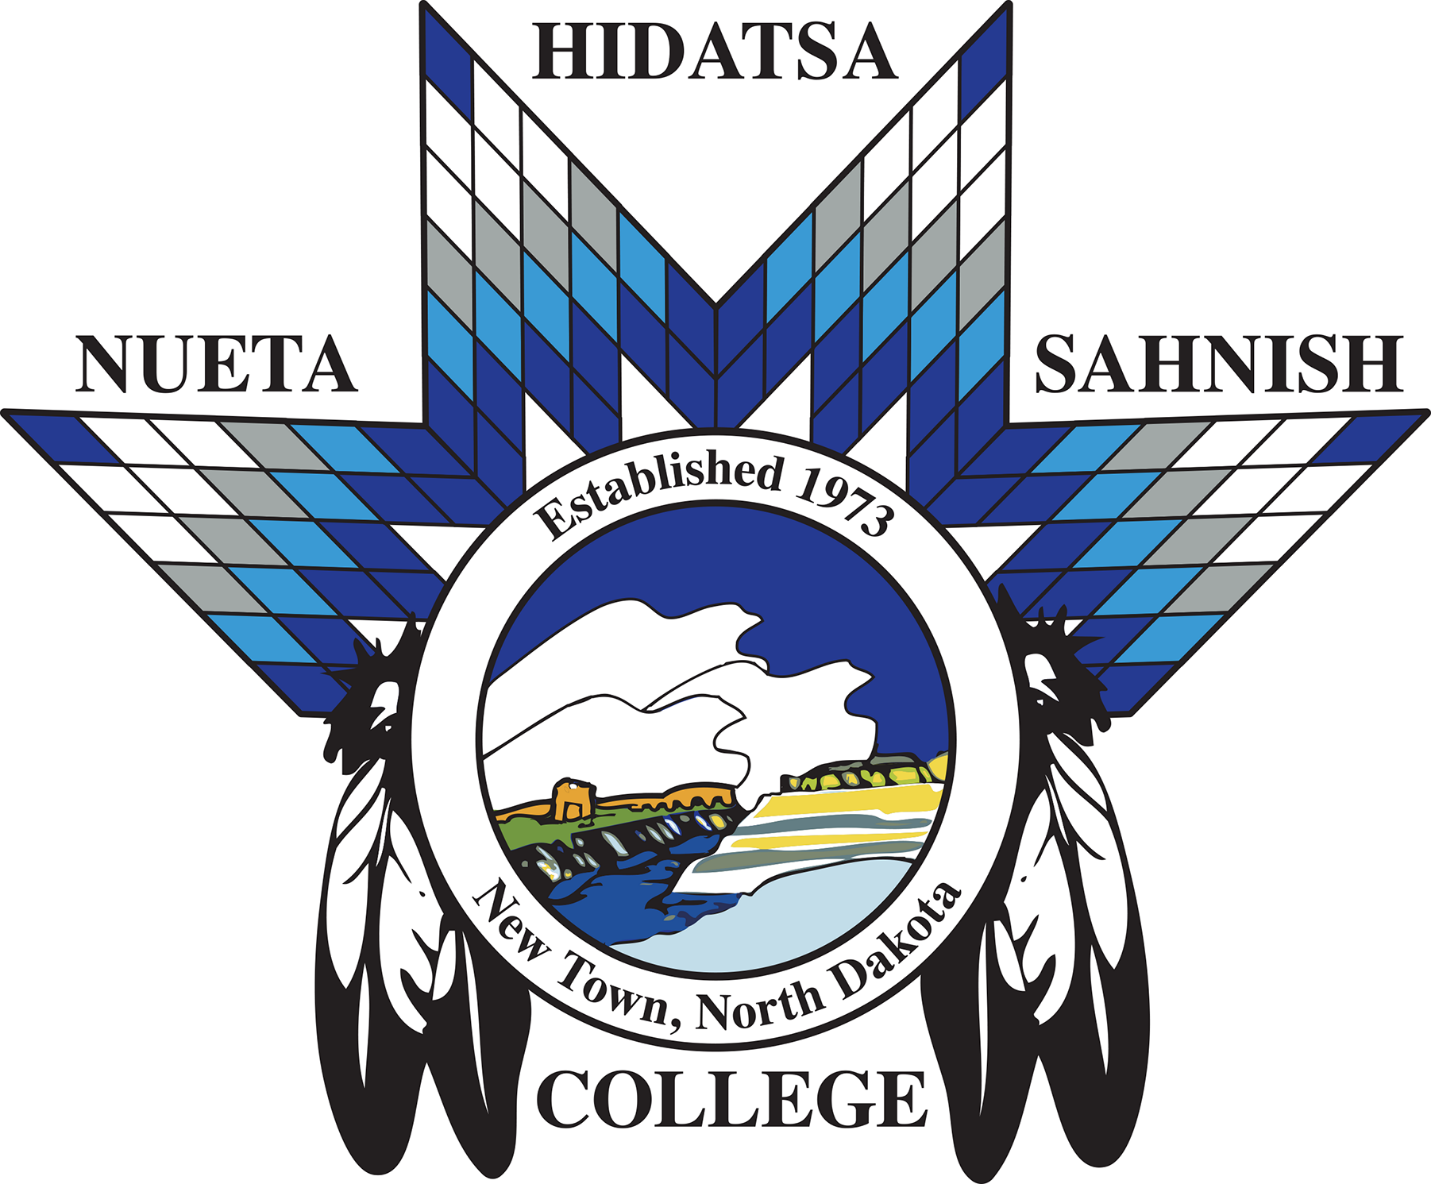 HIDATSA
NUETA
SAHNISH
Established 1973
New Town, North Dakota
COLLEGE